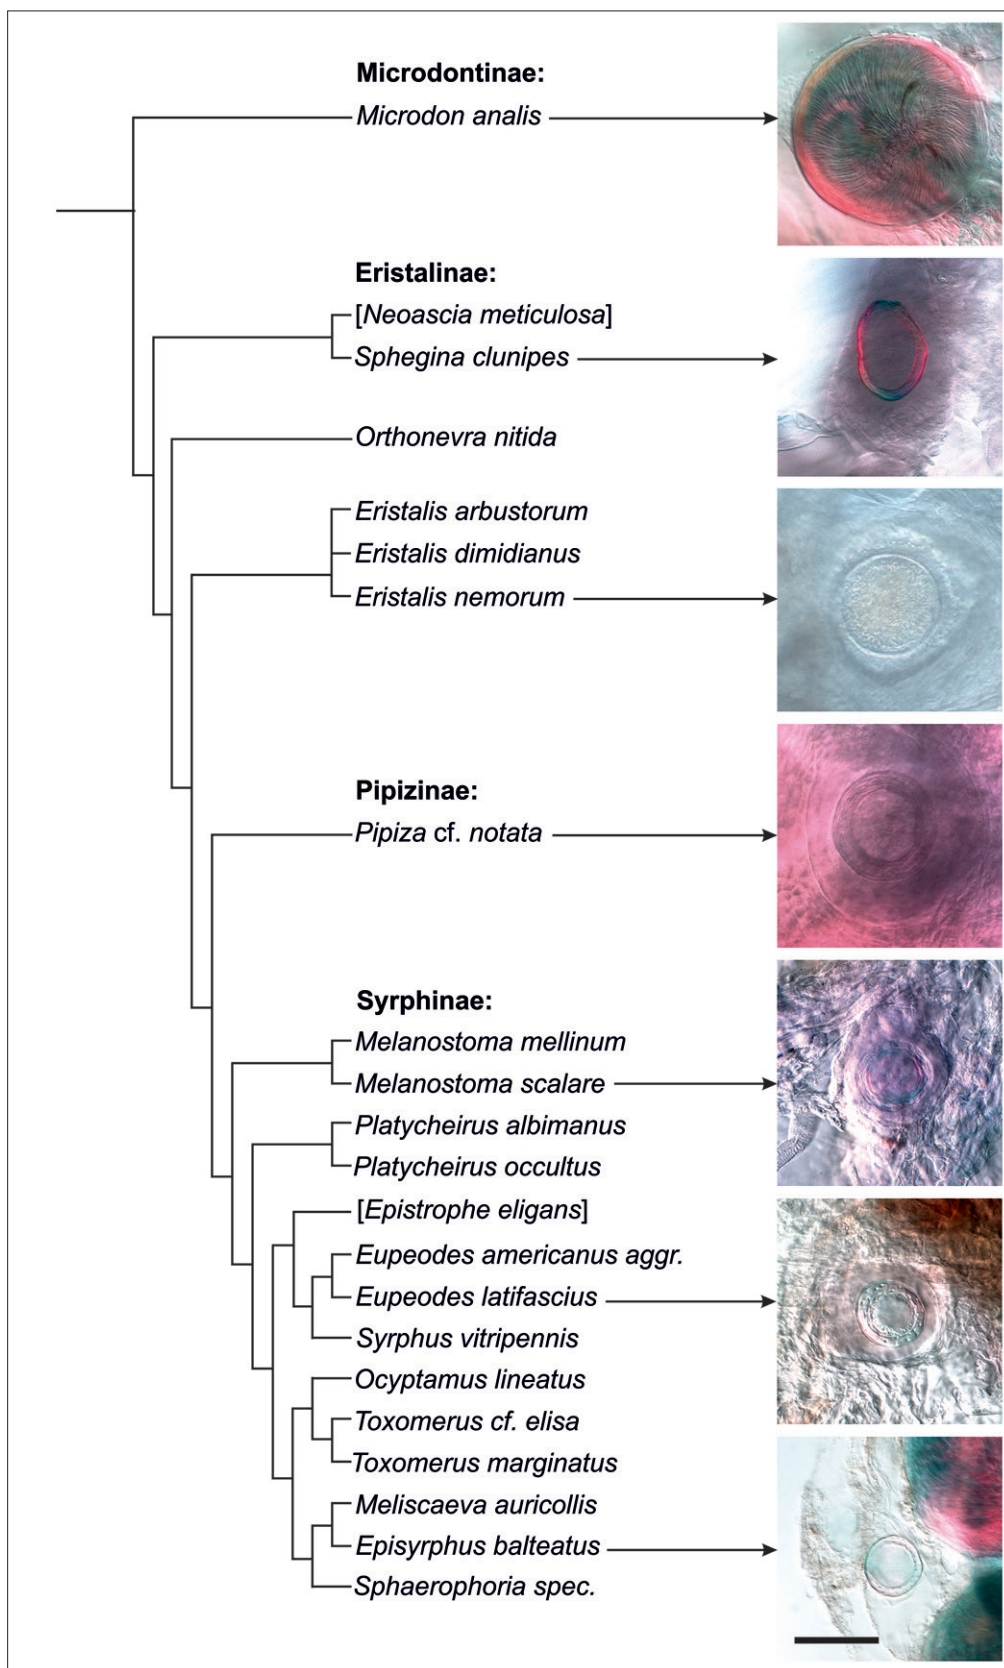 Microdontinae:
Microdon analis
Eristalinae:
[Neoascia meticulosa]
Sphegina clunipes
Orthonevra nitida
Eristalis arbustorum
Eristalis dimidianus
Eristalis nemorum
Pipizinae:
Pipiza cf. notata
Syrphinae:
Melanostoma mellinum
Melanostoma scalare
Platycheirus albimanus
Platycheirus occultus
[Epistrophe eligans]
Eupeodes americanus aggr.
Eupeodes latifascius
Syrphus vitripennis
Ocyptamus lineatus
Toxomerus cf. elisa
Toxomerus marginatus
Meliscaeva auricollis
Episyrphus balteatus
Sphaerophoria spec.